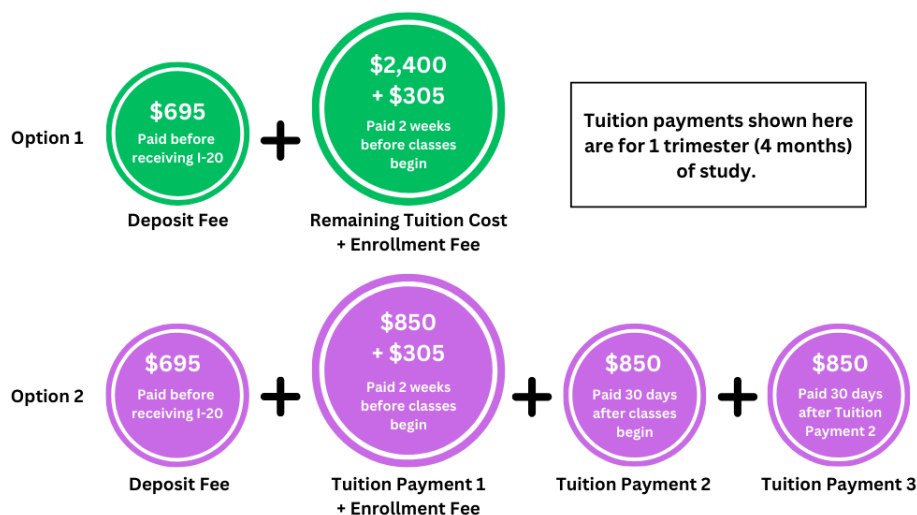 Option 1
$695
Paid before
receiving I-20
Deposit Fee
+
$2,400
+ $305
Paid 2 weeks
before classes
begin
Remaining Tuition Cost
+ Enrollment Fee
Tuition payments shown here
are for 1 trimester (4 months)
of study.
Option 2
$695
Paid before
receiving I-20
Deposit Fee
+
$850
+ $305
Paid 2 weeks
before classes
begin
Tuition Payment 1
+ Enrollment Fee
+
$850
Paid 30 days
after classes
begin
Tuition Payment 2
+
$850
Paid 30 days
after Tuition
Payment 2
Tuition Payment 3